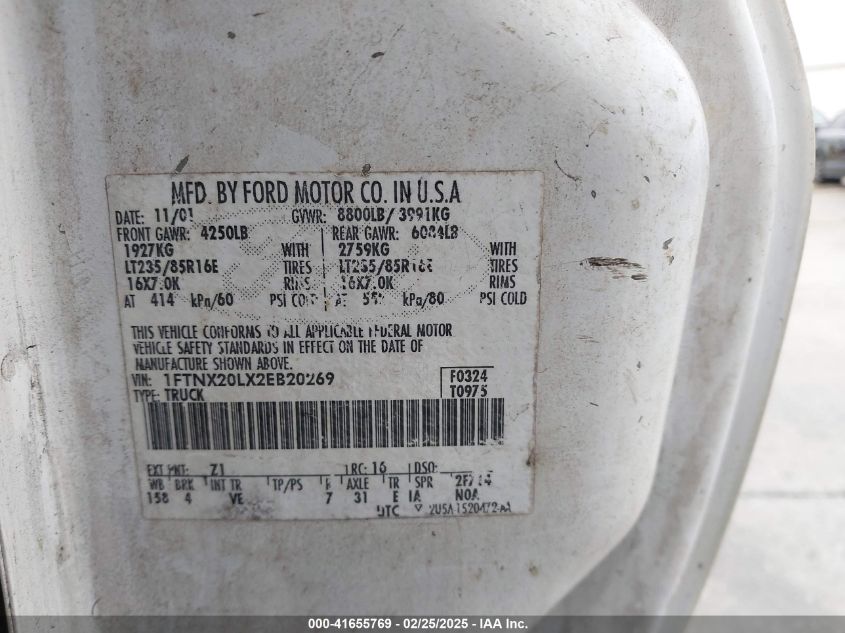 MFD. BY FORD MOTOR CO. IN U.S.A
DATE: 11/01 GVWR: 8800LB/ 3991KG
FRONT GAWR: 4250LB REAR GAWR: 6084LB
1927KG WITH 2759KG WITH
LT235/85R16E TIRES LT235/85R16E TIRES
16X7.0K RIMS 16X7.0K RIMS
AT 414 kPa/60 PSI COLD AT kPa/80 PSI COLD
THIS VEHICLE CONFORMS TO ALL APPLICABLE FEDERAL MOTOR
VEHICLE SAFETY STANDARDS IN EFFECT ON THE DATE OF
MANUFACTURE SHOWN ABOVE.
VIN: 1FTNX20LX2EB20269 F0324
TYPE: TRUCK T0975
EXT PNT: Z1 RC: 16 DSO:
WB BRK INT TR TP/PS R AXLE TR SPR
158 4 VE 7 31 E IA NOA
UTC
000-41655769 - 02/25/2025 - IAA Inc.